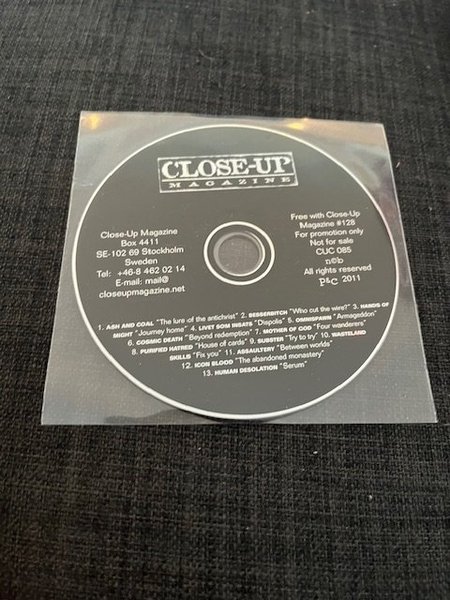 CLOSE-UP
MAGAZINE
Close-Up Magazine
Box 4411
SE-102 69 Stockholm
Sweden
Tel: +46-8 462 02 14
E-mail: mail@
closeupmagazine.net
Free with Close-Up
Magazine #128
For promotion only
Not for sale
CUC 085
n©b
All rights reserved
P&C 2011
1. ASH AND COAL "The lure of the antichrist" 2. BESSERBITCH "Who cut the wire?" 3. HANDS OF
MIGHT "Journey home" 4. LIVET SOM INSATS "Dispolis" 5. OMNISPAWN "Armageddon"
6. COSMIC DEATH "Beyond redemption" 7. MOTHER OF GOD "Four wanderers"
8. PURIFIED HATRED "House of cards" 9. SUBSTER "Try to try" 10. WASTELAND
SKILLS "Fix you" 11. ASSAULTERY "Between worlds"
12. ICON BLOOD "The abandoned monastery"
13. HUMAN DESOLATION "Serum"